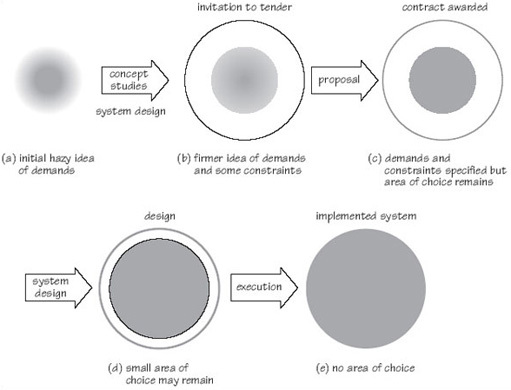 invitation to tender
contract awarded
concept
studies
system design
proposal
(a) initial hazy idea
of demands
(b) firmer idea of demands
and some constraints
(c) demands and
constraints specified but
area of choice remains
design
implemented system
system
design
execution
(d) small area of
choice may remain
(e) no area of choice